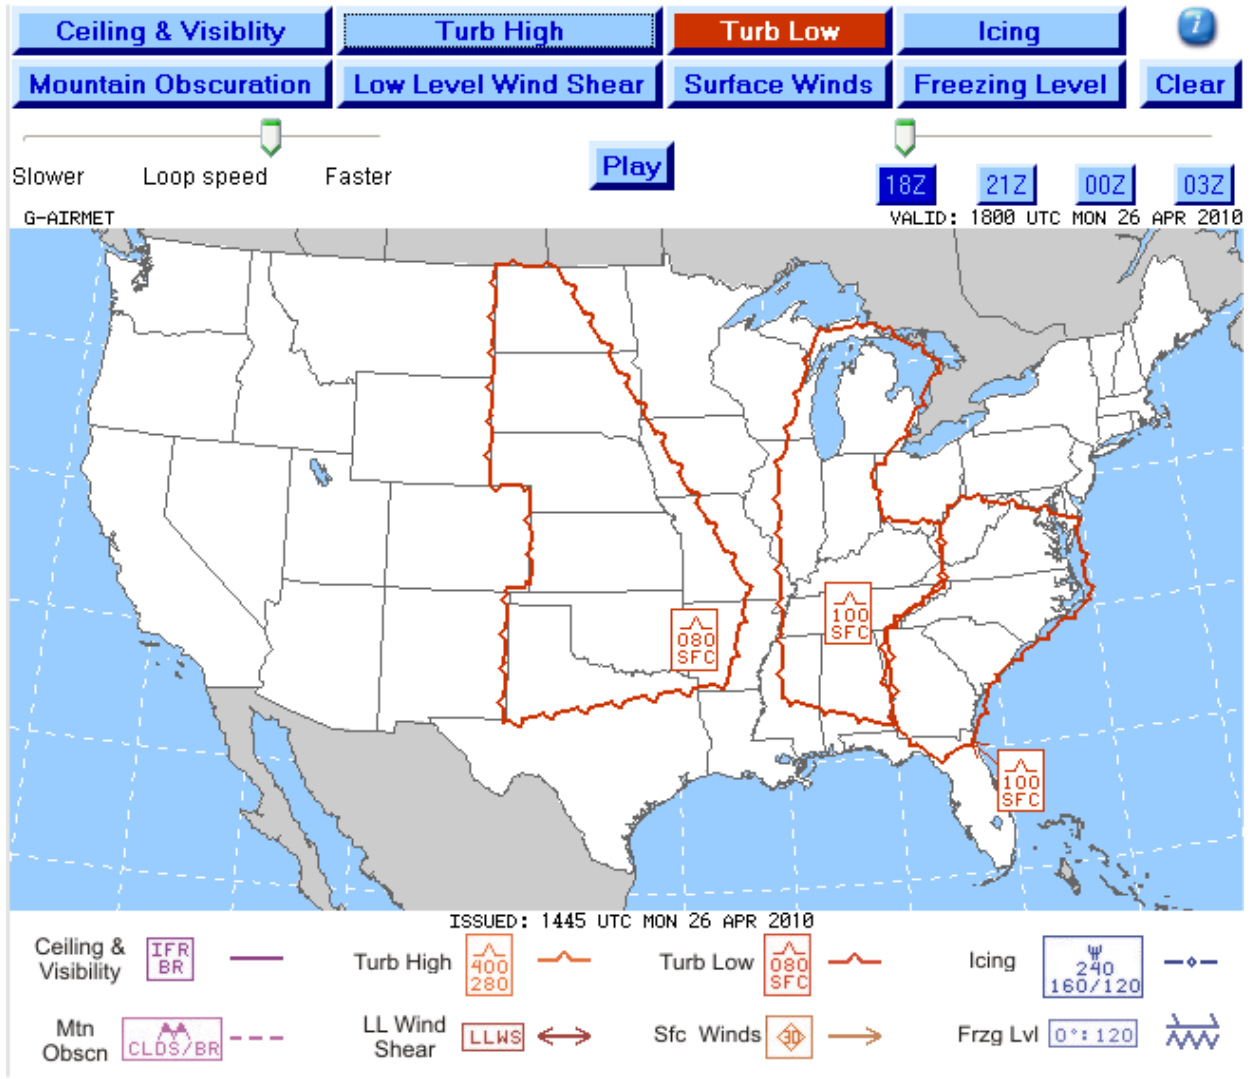 Ceiling & Visiblity Turb High Turb Low Icing i
Mountain Obscuration Low Level Wind Shear Surface Winds Freezing Level Clear
Slower Loop speed Faster
Play
18Z 21Z 00Z 03Z
G-AIRMET
VALID: 1800 UTC MON 26 APR 2010
080
SFC
100
SFC
100
SFC
ISSUED: 1445 UTC MON 26 APR 2010
Ceiling &
Visibility
IFR
BR
Turb High
400
280
Turb Low
080
SFC
Icing
240
160/120
Mtn
Obscn
CLDS/BR
LL Wind
Shear
LLWS
Sfc Winds
30
Frzg Lvl
0°:120